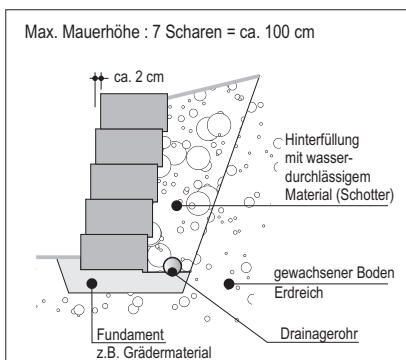 Max. Mauerhöhe : 7 Scharen = ca. 100 cm
ca. 2 cm
Hinterfüllung
mit wasser-
durchlässigem
Material (Schotter)
gewachsener Boden
Erdreich
Fundament
z.B. Grädermaterial
Drainagerohr